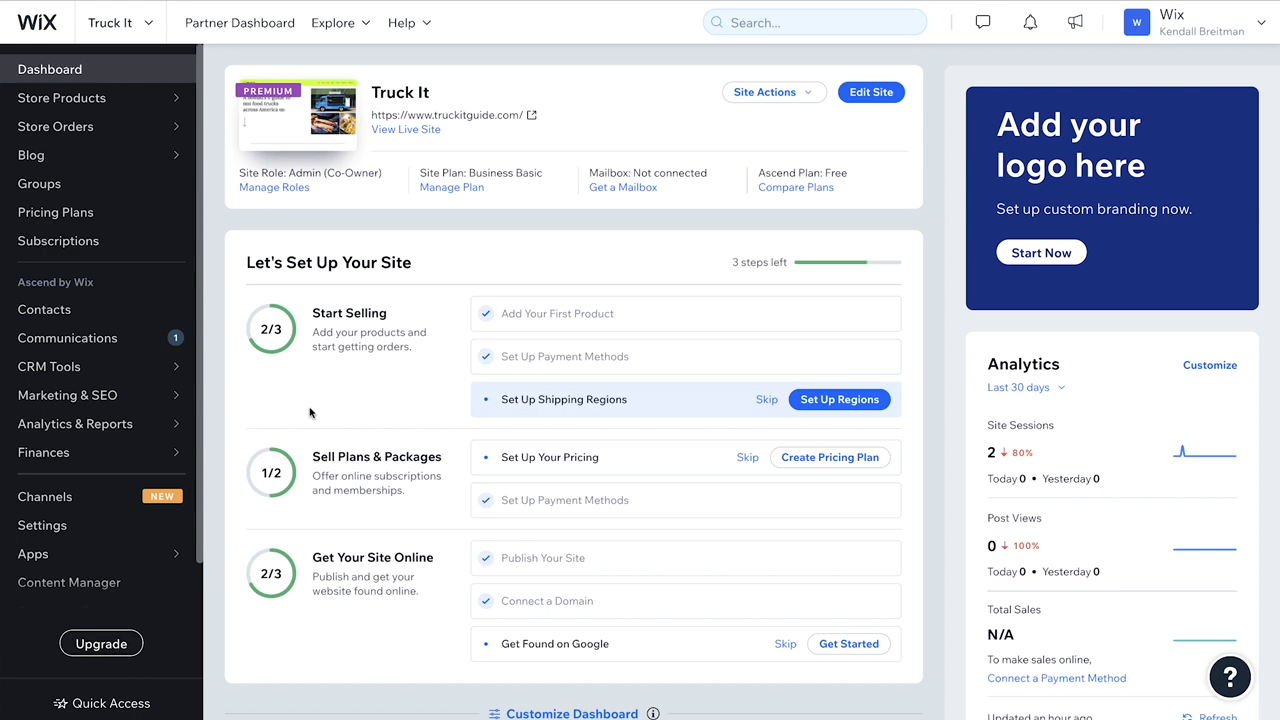 WiX
Truck It
Partner Dashboard
Explore
Help
Search...
W
Wix
Kendall Breitman
Dashboard
Store Products
Store Orders
Blog
Groups
Pricing Plans
Subscriptions
Ascend by Wix
Contacts
Communications
1
CRM Tools
Marketing & SEO
Analytics & Reports
Finances
Channels
NEW
Settings
Apps
Content Manager
Upgrade
Quick Access
PREMIUM
food trucks
across America on
Truck It
https://www.truckitguide.com/
View Live Site
Site Actions
Edit Site
Site Role: Admin (Co-Owner)
Manage Roles
Site Plan: Business Basic
Manage Plan
Mailbox: Not connected
Get a Mailbox
Ascend Plan: Free
Compare Plans
Let's Set Up Your Site
3 steps left
2/3
Start Selling
Add your products and
start getting orders.
Add Your First Product
Set Up Payment Methods
Set Up Shipping Regions
Skip
Set Up Regions
1/2
Sell Plans & Packages
Offer online subscriptions
and memberships.
Set Up Your Pricing
Skip
Create Pricing Plan
Set Up Payment Methods
2/3
Get Your Site Online
Publish and get your
website found online.
Publish Your Site
Connect a Domain
Get Found on Google
Skip
Get Started
Customize Dashboard
Add your
logo here
Set up custom branding now.
Start Now
Analytics
Customize
Last 30 days
Site Sessions
2 ↓ 80%
Today 0 • Yesterday 0
Post Views
0 ↓ 100%
Today 0 • Yesterday 0
Total Sales
N/A
To make sales online,
Connect a Payment Method
Updated an hour ago
Refresh
?